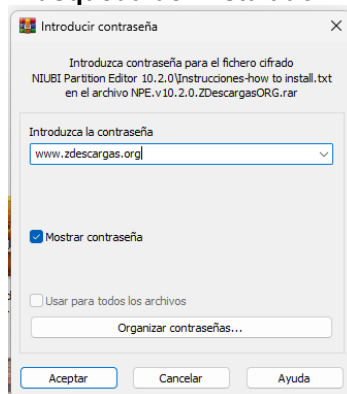 Introducir contraseña
Introduzca contraseña para el fichero cifrado
NIUBI Partition Editor 10.2.0\Instrucciones-how to install.txt
en el archivo NPE.v10.2.0.ZDescargasORG.rar
Introduzca la contraseña
www.zdescargas.org
Mostrar contraseña
Usar para todos los archivos
Organizar contraseñas...
Aceptar Cancelar Ayuda